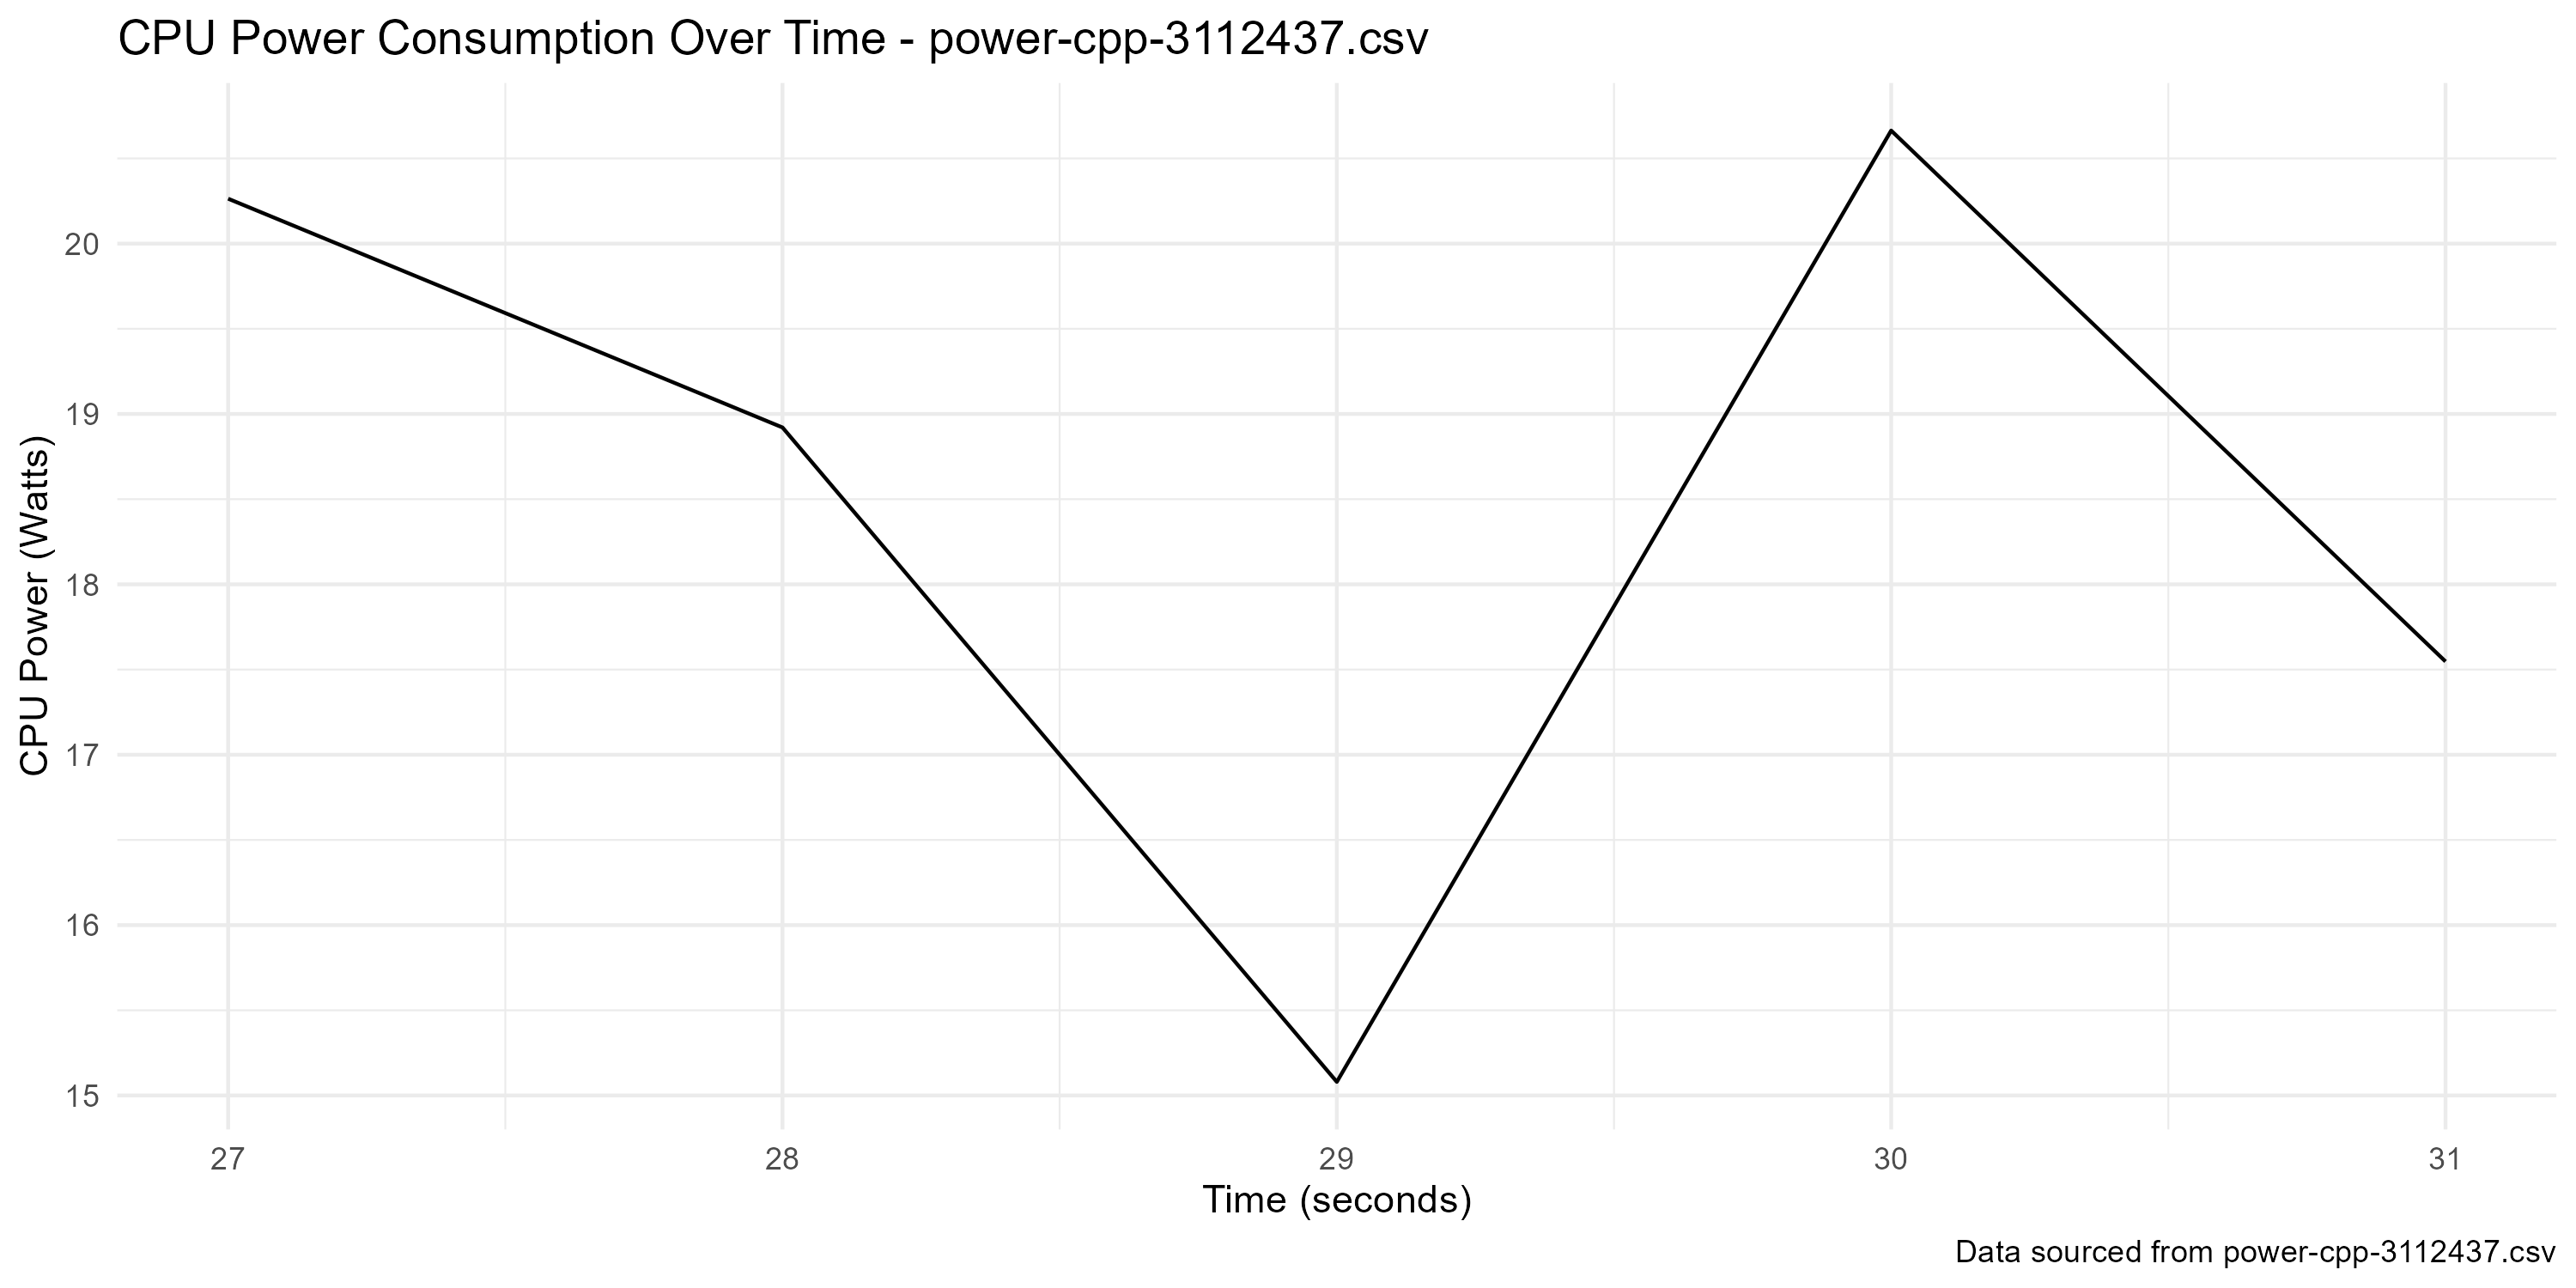 CPU Power Consumption Over Time - power-cpp-3112437.csv
CPU Power (Watts)
20
19
18
17
16
15
27 28 29 30 31
Time (seconds)
Data sourced from power-cpp-3112437.csv